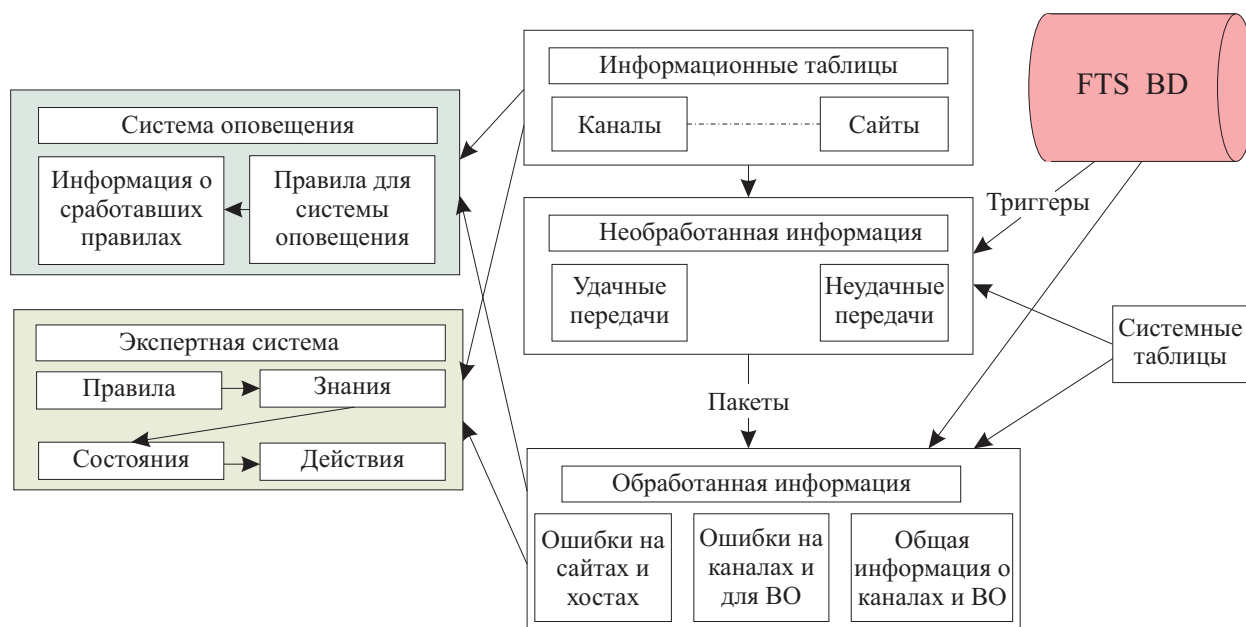 Информационные таблицы
Каналы
Сайты
FTS BD
Система оповещения
Информация о
сработавших
правилах
Правила для
системы
оповещения
Триггеры
Необработанная информация
Удачные
передачи
Неудачные
передачи
Системные
таблицы
Экспертная система
Правила
Знания
Состояния
Действия
Пакеты
Обработанная информация
Ошибки на
сайтах и
хостах
Ошибки на
каналах и
для ВО
Общая
информация о
каналах и ВО